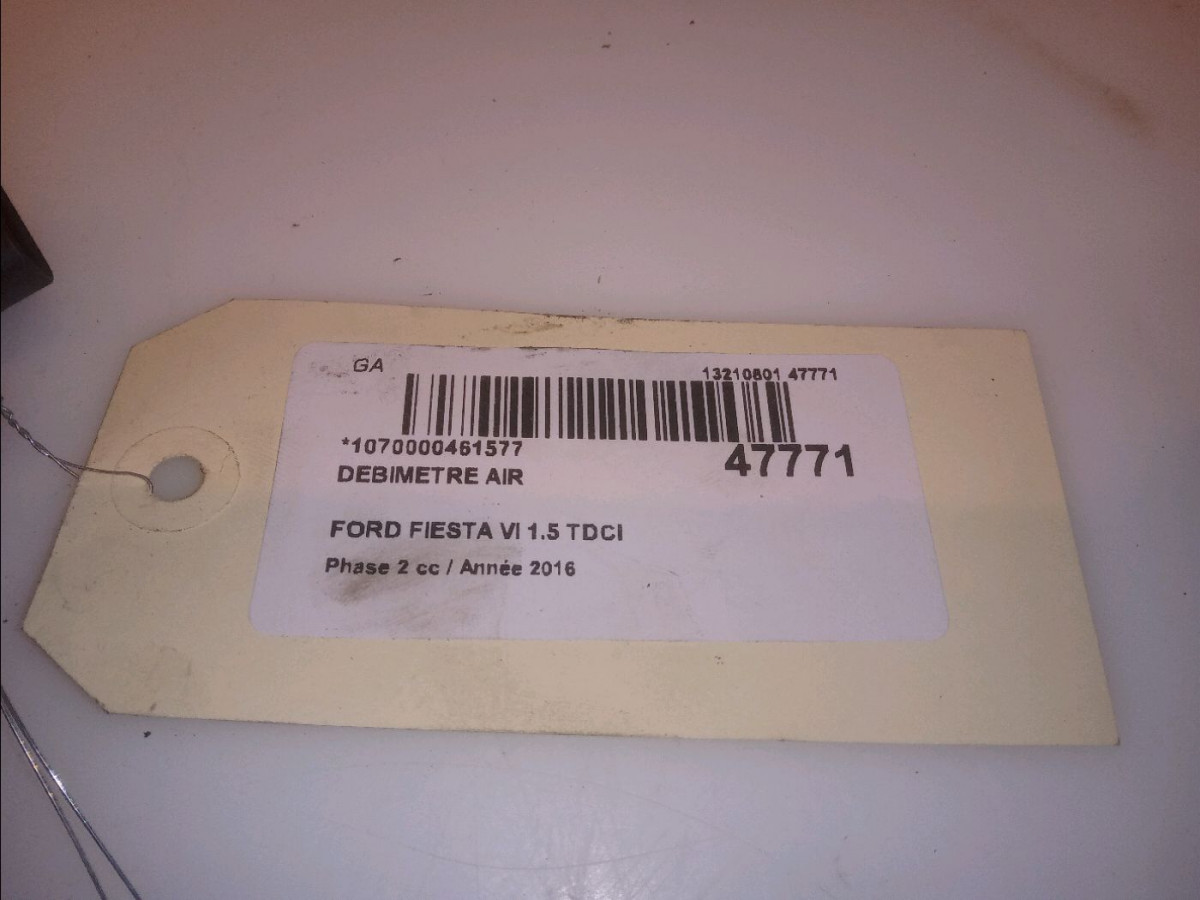 GA
13210801 47771
*1070000461577
47771
DEBIMETRE AIR
FORD FIESTA VI 1.5 TDCI
Phase 2 cc / Année 2016